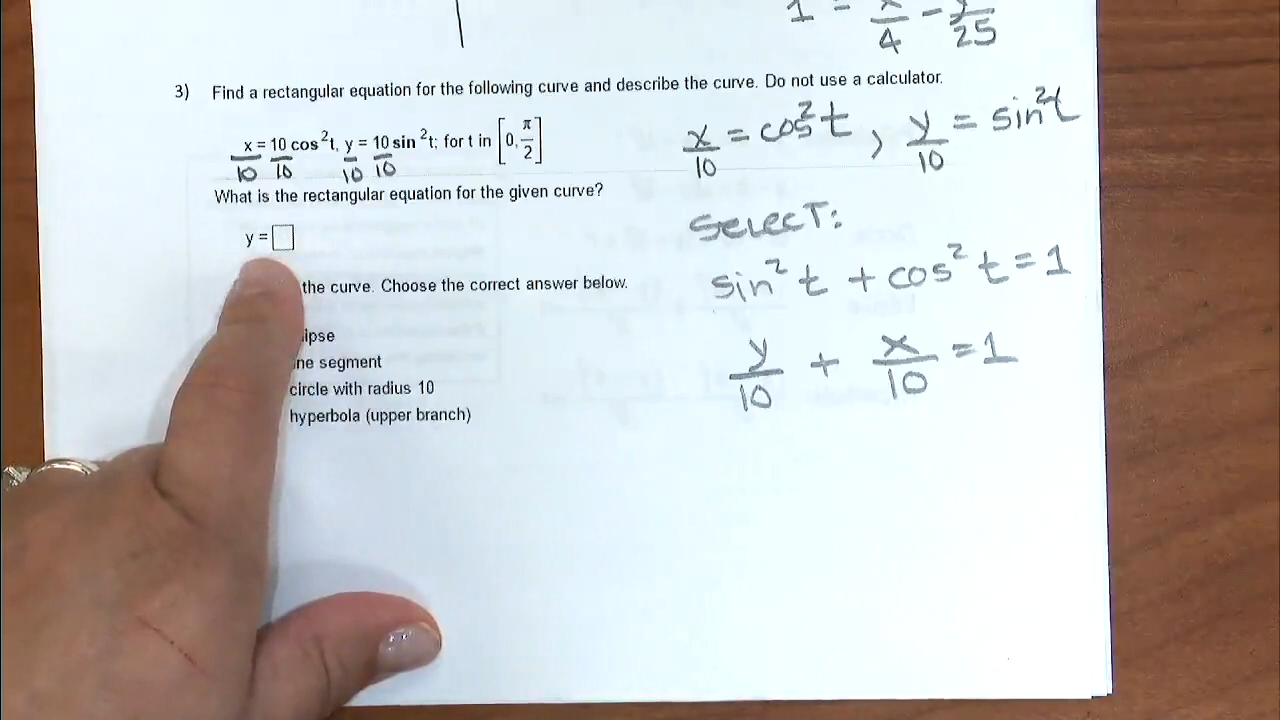 1 = x/4 - y/25
3) Find a rectangular equation for the following curve and describe the curve. Do not use a calculator.
x = 10 cos²t, y = 10 sin²t; for t in [0, π/2]
10 10 10 10
x/10 = cos²t, y/10 = sin²t
What is the rectangular equation for the given curve?
SELECT:
y =
sin²t + cos²t = 1
the curve. Choose the correct answer below.
y/10 + x/10 = 1
segment
circle with radius 10
hyperbola (upper branch)